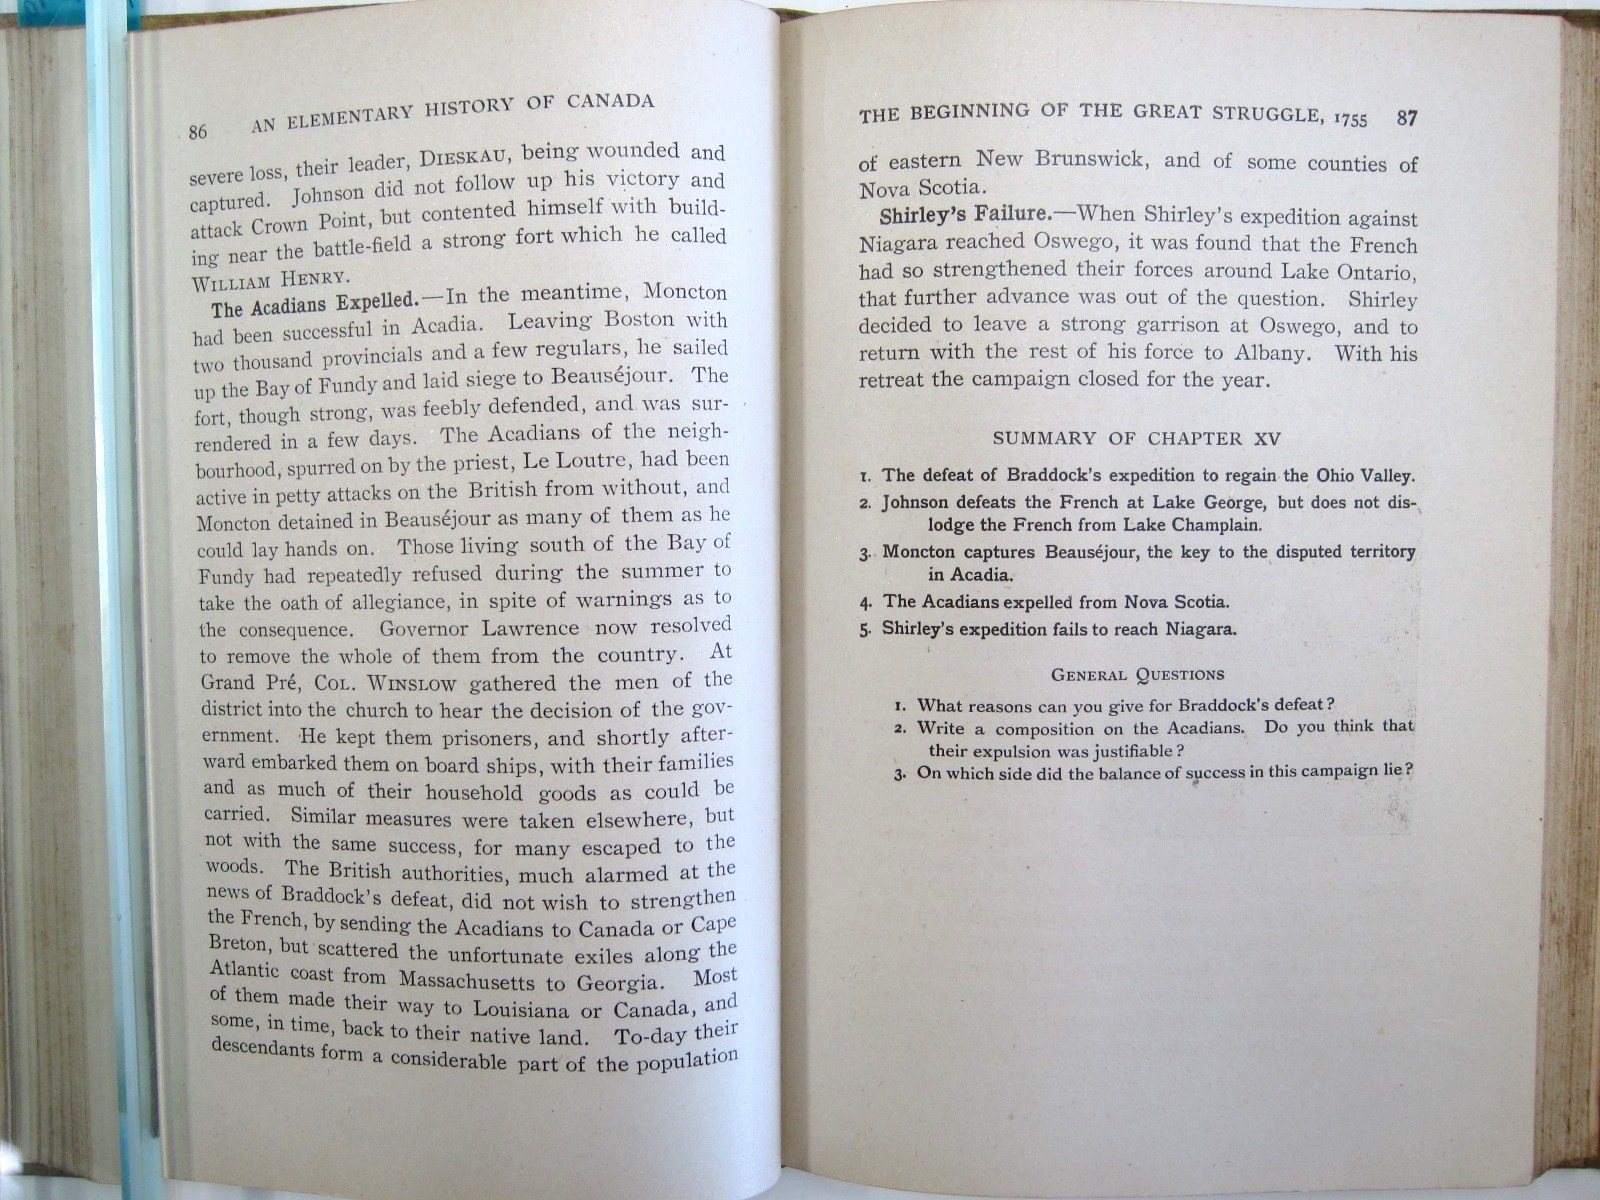 86 AN ELEMENTARY HISTORY OF CANADA
severe loss, their leader, DIESKAU, being wounded and
captured. Johnson did not follow up his victory and
attack Crown Point, but contented himself with build-
ing near the battle-field a strong fort which he called
WILLIAM HENRY.
The Acadians Expelled.—In the meantime, Moncton
had been successful in Acadia. Leaving Boston with
two thousand provincials and a few regulars, he sailed
up the Bay of Fundy and laid siege to Beauséjour. The
fort, though strong, was feebly defended, and was sur-
rendered in a few days. The Acadians of the neigh-
bourhood, spurred on by the priest, Le Loutre, had been
active in petty attacks on the British from without, and
Moncton detained in Beauséjour as many of them as he
could lay hands on. Those living south of the Bay of
Fundy had repeatedly refused during the summer to
take the oath of allegiance, in spite of warnings as to
the consequence. Governor Lawrence now resolved
to remove the whole of them from the country. At
Grand Pré, COL. WINSLOW gathered the men of the
district into the church to hear the decision of the gov-
ernment. He kept them prisoners, and shortly after-
ward embarked them on board ships, with their families
and as much of their household goods as could be
carried. Similar measures were taken elsewhere, but
not with the same success, for many escaped to the
woods. The British authorities, much alarmed at the
news of Braddock's defeat, did not wish to strengthen
the French, by sending the Acadians to Canada or Cape
Breton, but scattered the unfortunate exiles along the
Atlantic coast from Massachusetts to Georgia. Most
of them made their way to Louisiana or Canada, and
some, in time, back to their native land. To-day their
descendants form a considerable part of the population
THE BEGINNING OF THE GREAT STRUGGLE, 1755 87
of eastern New Brunswick, and of some counties of
Nova Scotia.
Shirley's Failure.—When Shirley's expedition against
Niagara reached Oswego, it was found that the French
had so strengthened their forces around Lake Ontario,
that further advance was out of the question. Shirley
decided to leave a strong garrison at Oswego, and to
return with the rest of his force to Albany. With his
retreat the campaign closed for the year.
SUMMARY OF CHAPTER XV
1. The defeat of Braddock's expedition to regain the Ohio Valley.
2. Johnson defeats the French at Lake George, but does not dis-
lodge the French from Lake Champlain.
3. Moncton captures Beauséjour, the key to the disputed territory
in Acadia.
4. The Acadians expelled from Nova Scotia.
5. Shirley's expedition fails to reach Niagara.
GENERAL QUESTIONS
1. What reasons can you give for Braddock's defeat?
2. Write a composition on the Acadians. Do you think that
their expulsion was justifiable?
3. On which side did the balance of success in this campaign lie?